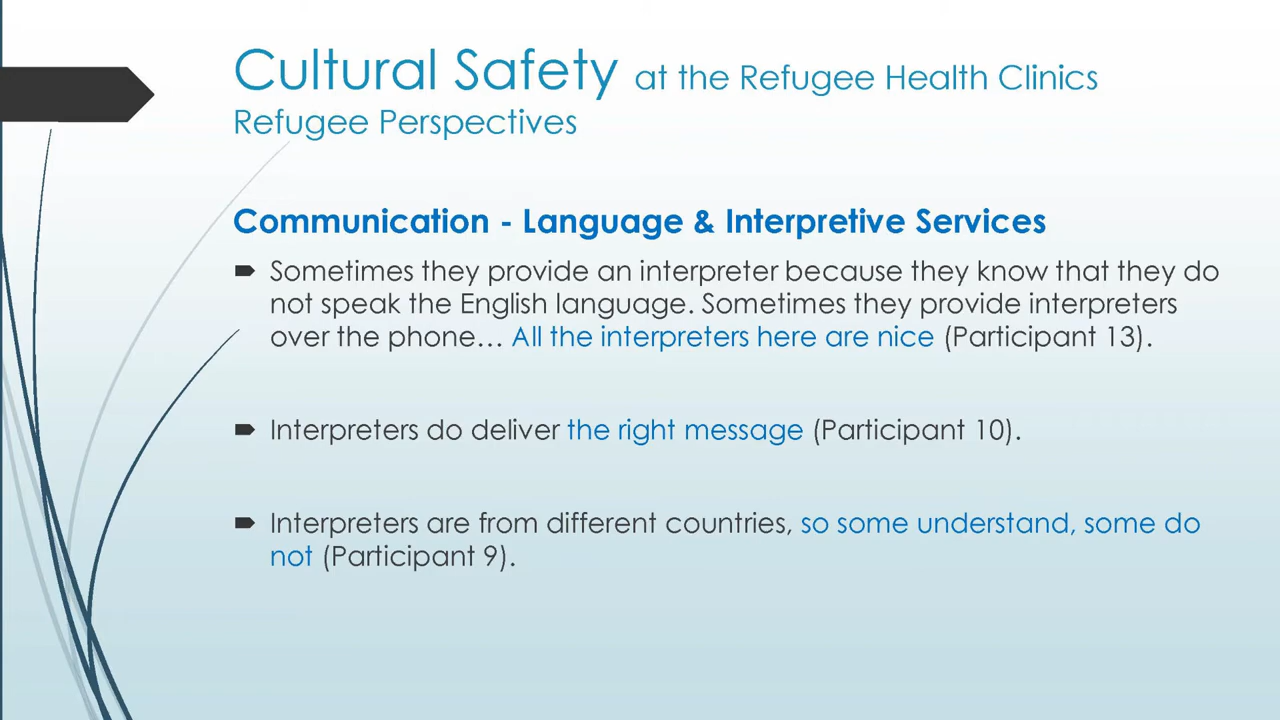 Cultural Safety at the Refugee Health Clinics
Refugee Perspectives
Communication - Language & Interpretive Services
Sometimes they provide an interpreter because they know that they do
not speak the English language. Sometimes they provide interpreters
over the phone… All the interpreters here are nice (Participant 13).
Interpreters do deliver the right message (Participant 10).
Interpreters are from different countries, so some understand, some do
not (Participant 9).